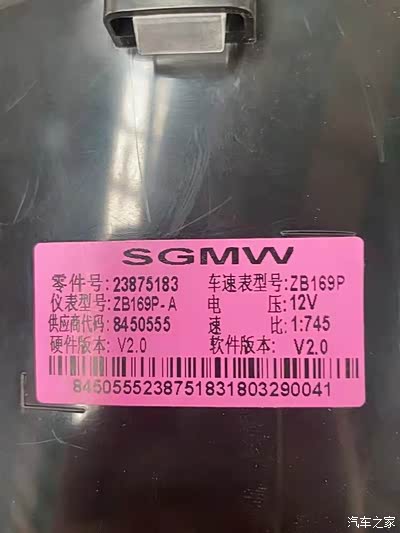 SGMW
零件号:23875183 车速表型号:ZB169P
仪表型号:ZB169P-A 电压:12V
供应商代码:8450555 速比:1:745
硬件版本:V2.0 软件版本:V2.0
8450555238751831803290041
汽车之家